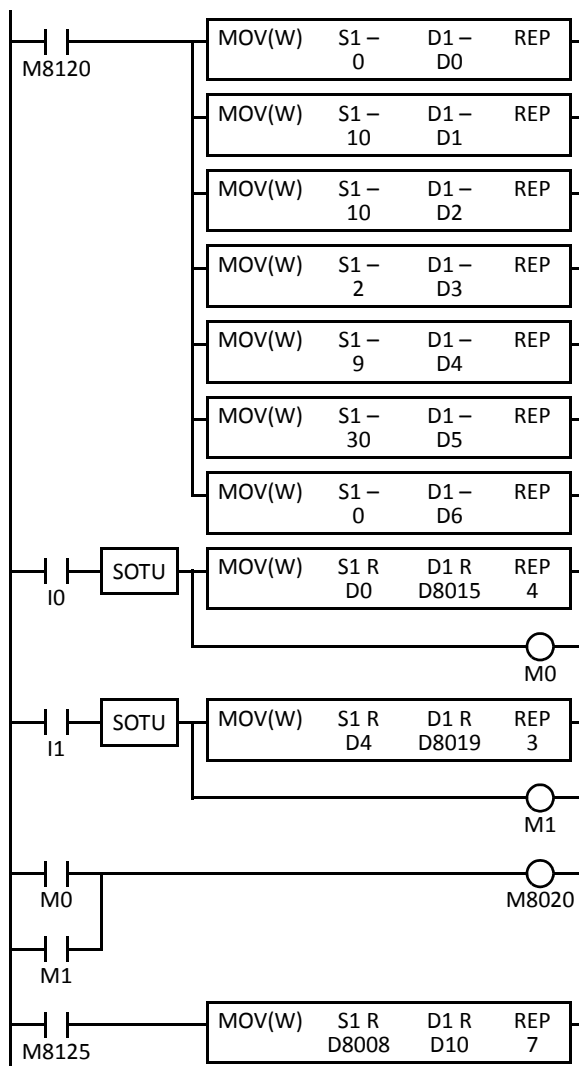 MOV(W) S1 – D1 – REP
0 D0
M8120
MOV(W) S1 – D1 – REP
10 D1
MOV(W) S1 – D1 – REP
10 D2
MOV(W) S1 – D1 – REP
2 D3
MOV(W) S1 – D1 – REP
9 D4
MOV(W) S1 – D1 – REP
30 D5
MOV(W) S1 – D1 – REP
0 D6
SOTU MOV(W) S1 R D1 R REP
I0 D0 D8015 4
M0
SOTU MOV(W) S1 R D1 R REP
I1 D4 D8019 3
M1
M0 M8020
M1
MOV(W) S1 R D1 R REP
M8125 D8008 D10 7